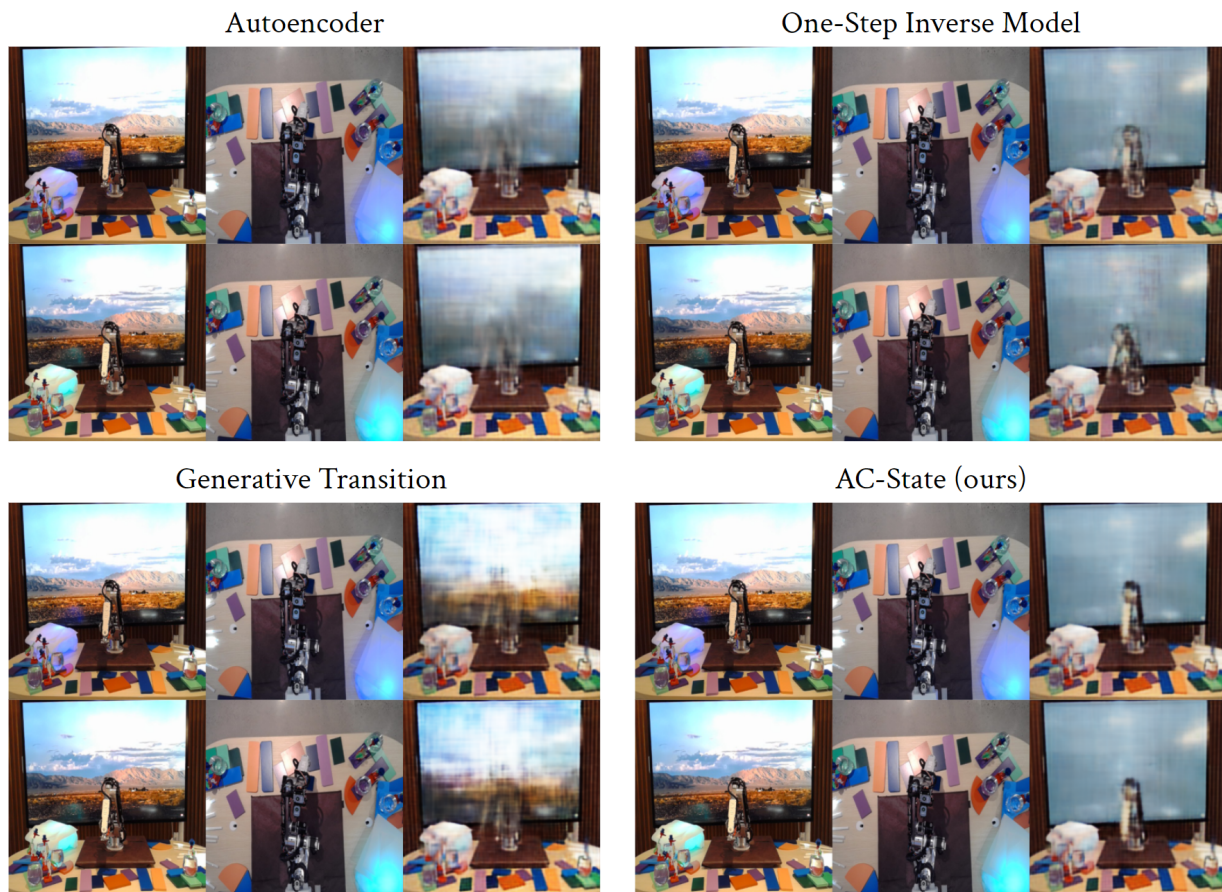 Autoencoder
One-Step Inverse Model
Generative Transition
AC-State (ours)